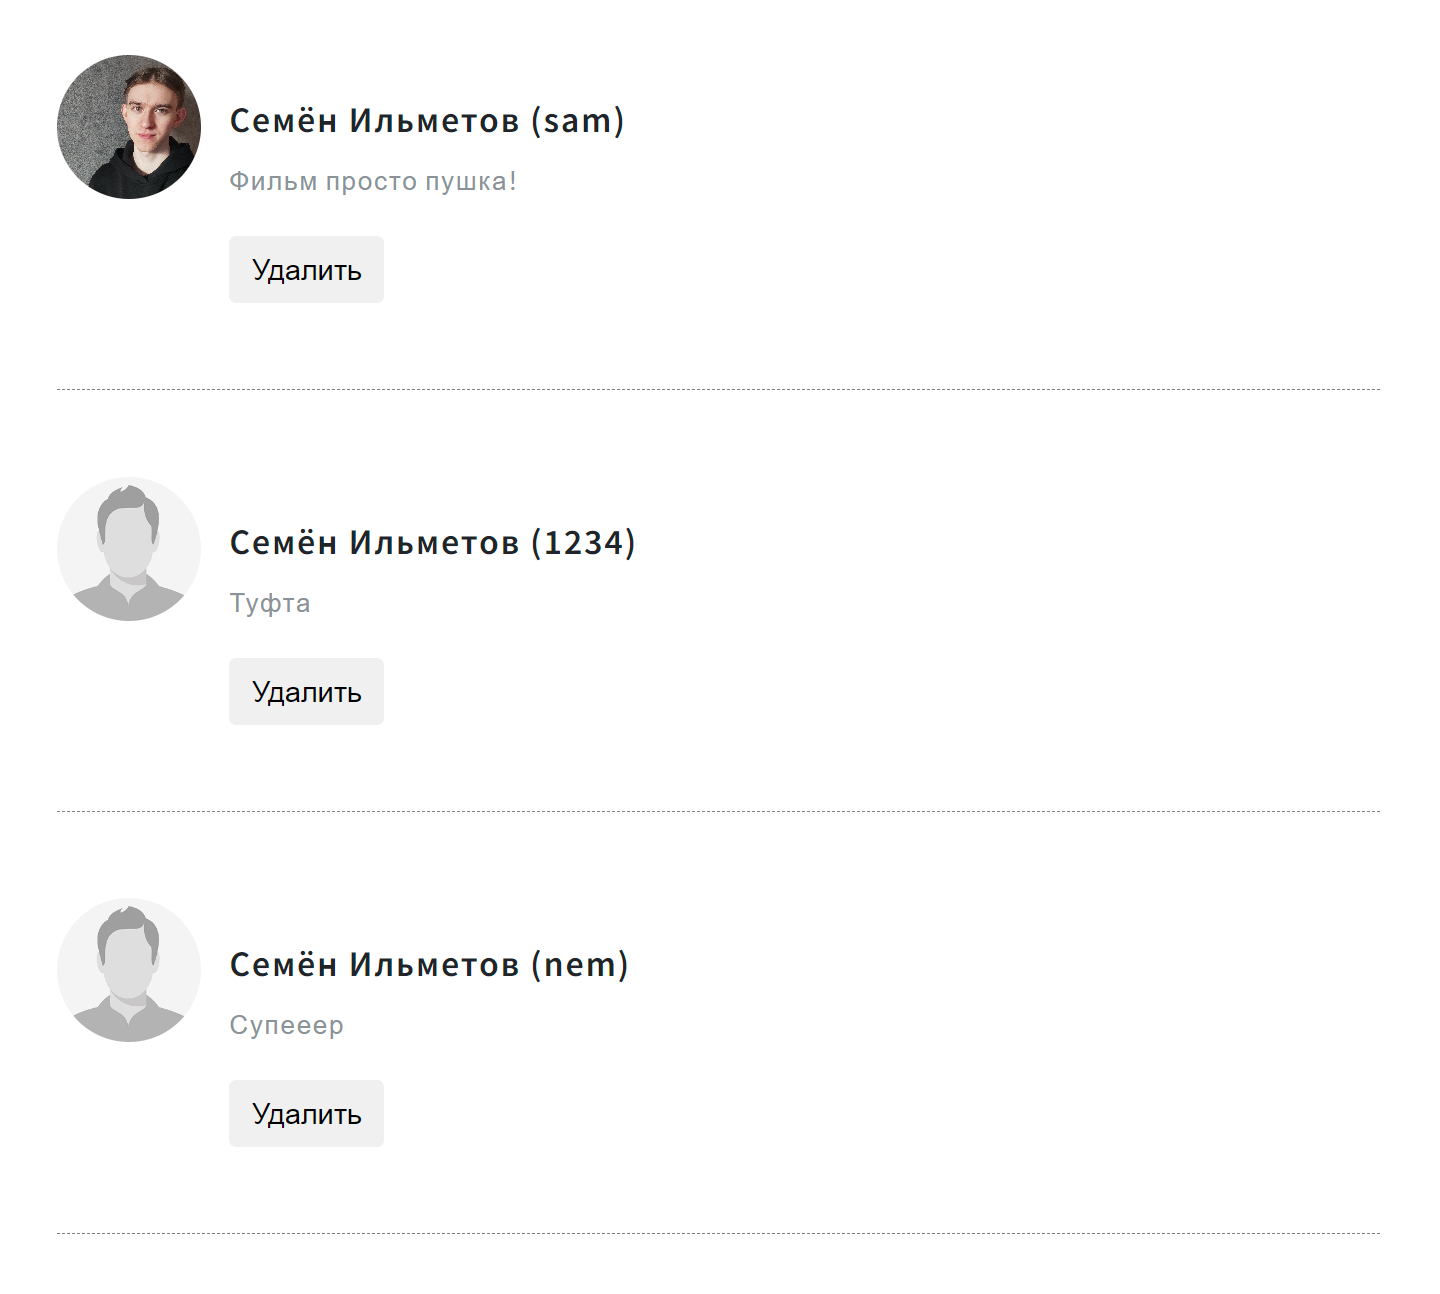 Семён Ильметов (sam)
Фильм просто пушка!
Удалить
Семён Ильметов (1234)
Туфта
Удалить
Семён Ильметов (nem)
Супееер
Удалить